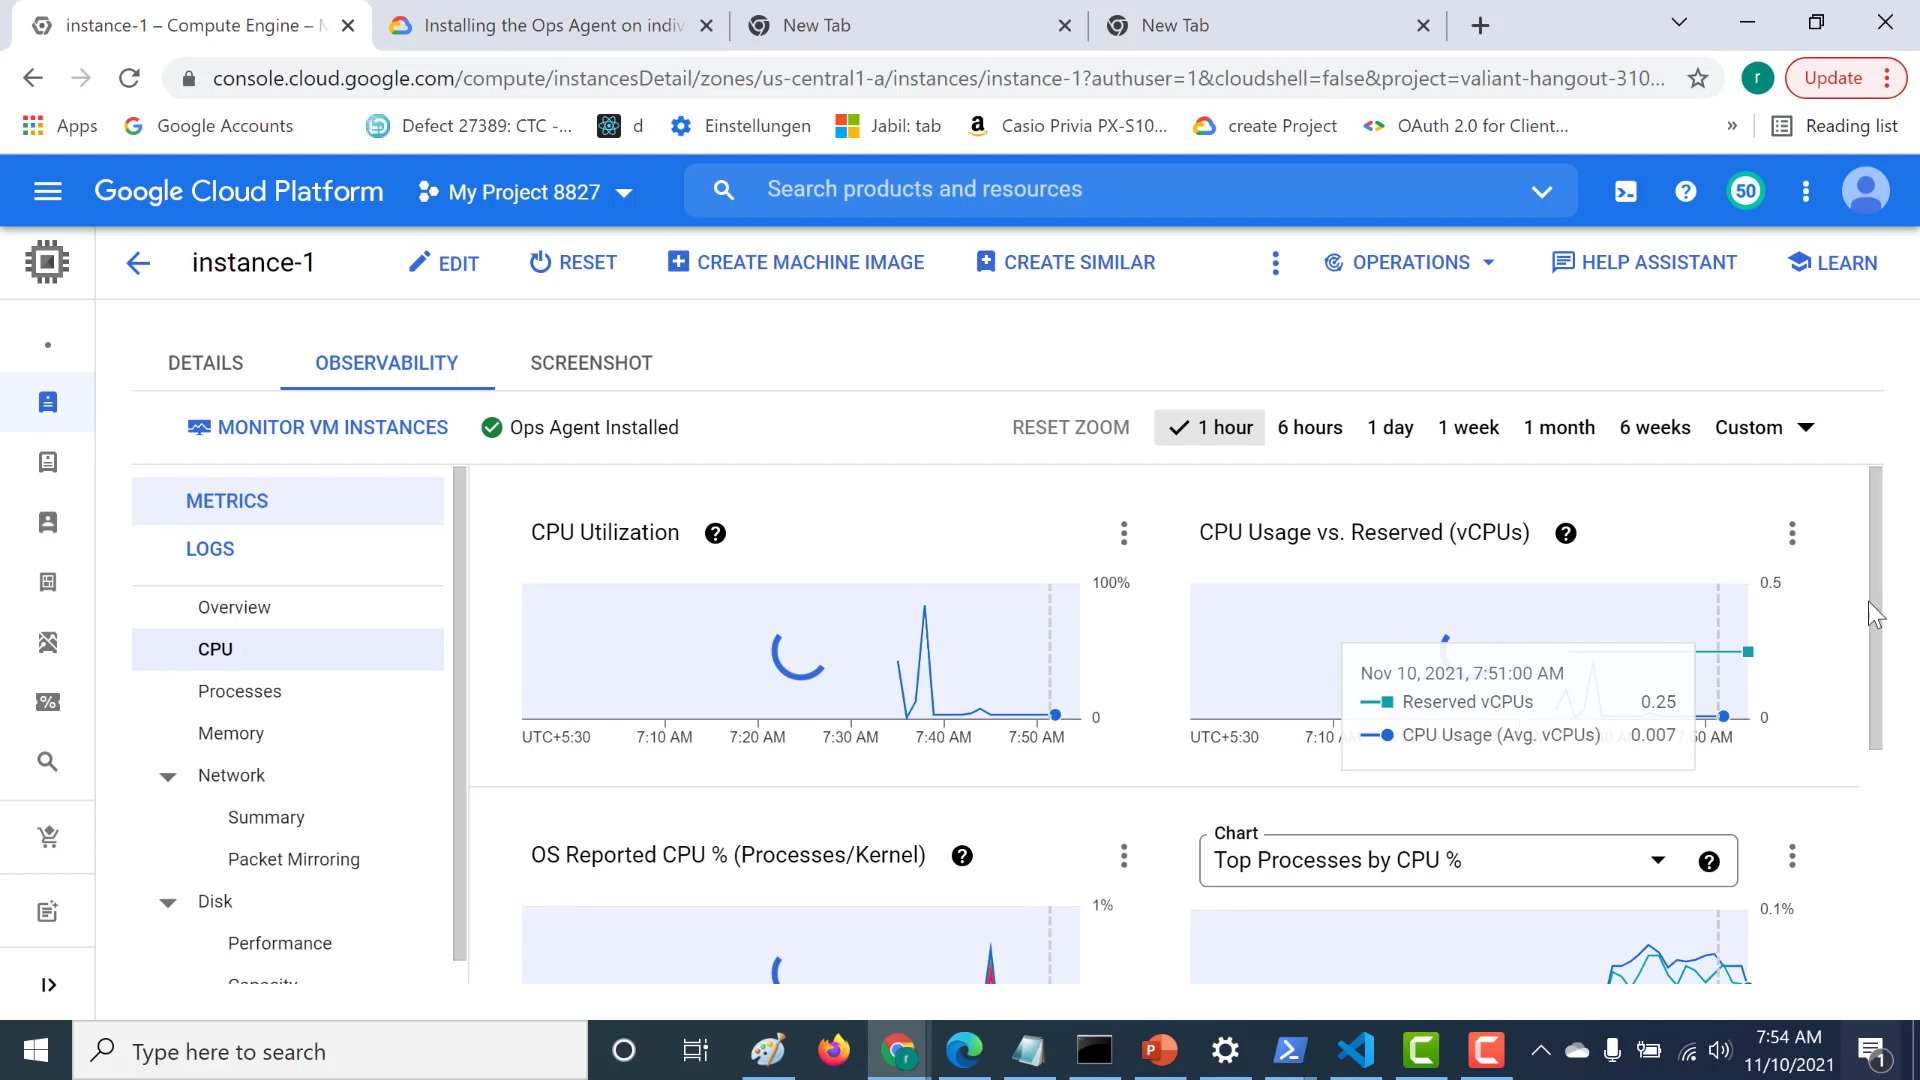 instance-1 – Compute Engine – M
Installing the Ops Agent on indiv
New Tab
New Tab
console.cloud.google.com/compute/instancesDetail/zones/us-central1-a/instances/instance-1?authuser=1&cloudshell=false&project=valiant-hangout-310...
r
Update
Apps
Google Accounts
Defect 27389: CTC -...
d
Einstellungen
Jabil: tab
Casio Privia PX-S10...
create Project
OAuth 2.0 for Client...
»
Reading list
Google Cloud Platform
My Project 8827
Search products and resources
50
instance-1
EDIT
RESET
CREATE MACHINE IMAGE
CREATE SIMILAR
OPERATIONS
HELP ASSISTANT
LEARN
DETAILS
OBSERVABILITY
SCREENSHOT
MONITOR VM INSTANCES
Ops Agent Installed
RESET ZOOM
1 hour
6 hours
1 day
1 week
1 month
6 weeks
Custom
METRICS
LOGS
Overview
CPU
Processes
Memory
Network
Summary
Packet Mirroring
Disk
Performance
Capacity
CPU Utilization
100%
0
UTC+5:30
7:10 AM
7:20 AM
7:30 AM
7:40 AM
7:50 AM
CPU Usage vs. Reserved (vCPUs)
0.5
0
UTC+5:30
7:10 AM
Nov 10, 2021, 7:51:00 AM
Reserved vCPUs 0.25
CPU Usage (Avg. vCPUs) 0.007
50 AM
OS Reported CPU % (Processes/Kernel)
1%
Chart
Top Processes by CPU %
0.1%
Type here to search
7:54 AM
11/10/2021
1